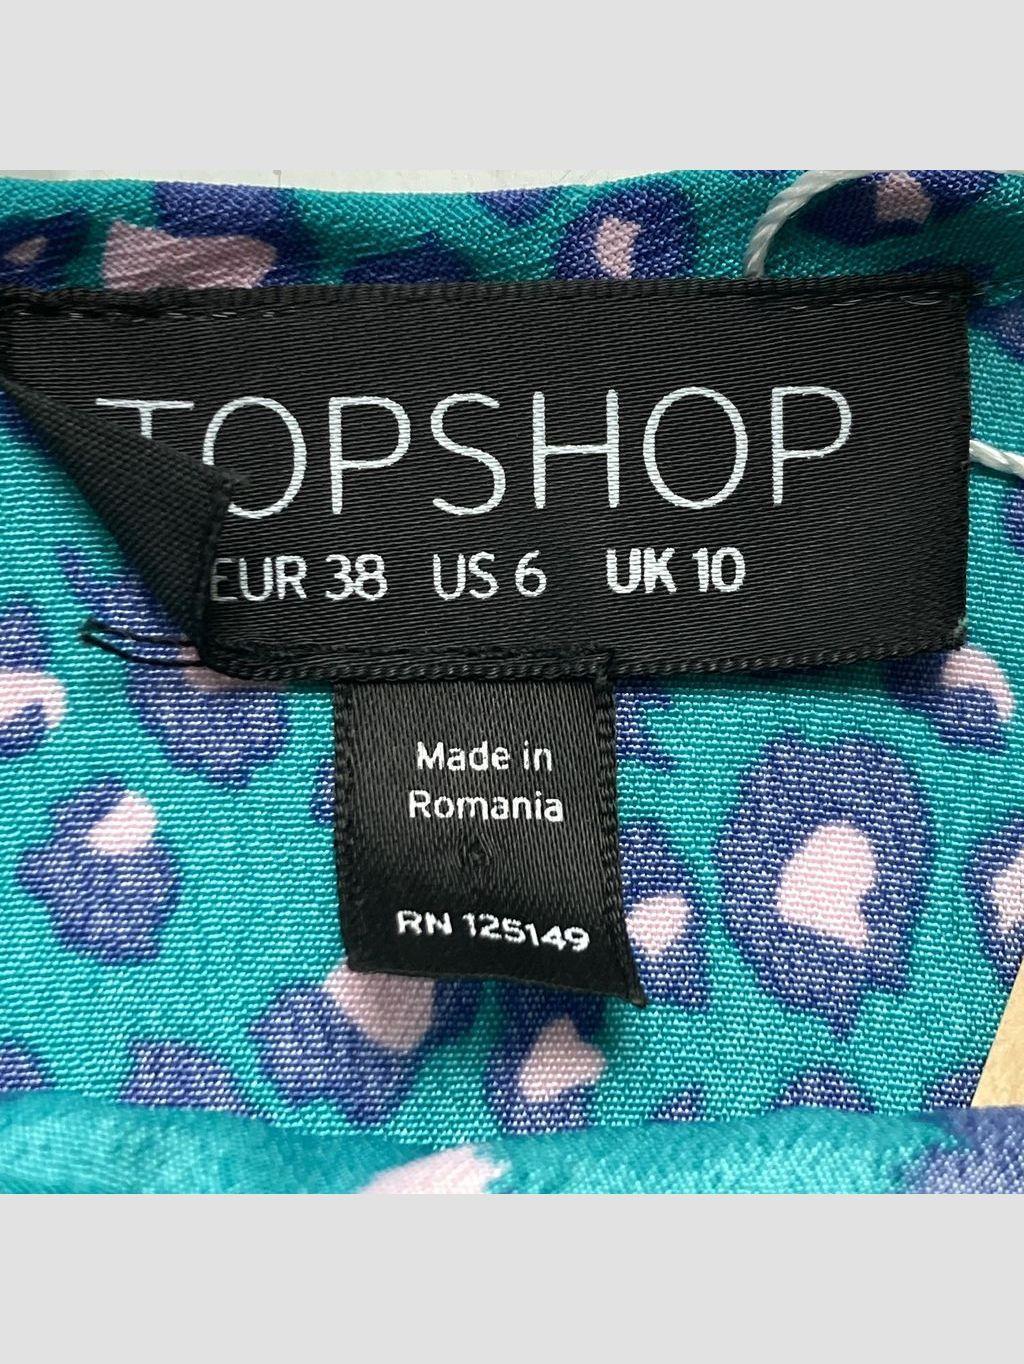 TOPSHOP
EUR 38 US 6 UK 10
Made in
Romania
RN 125149